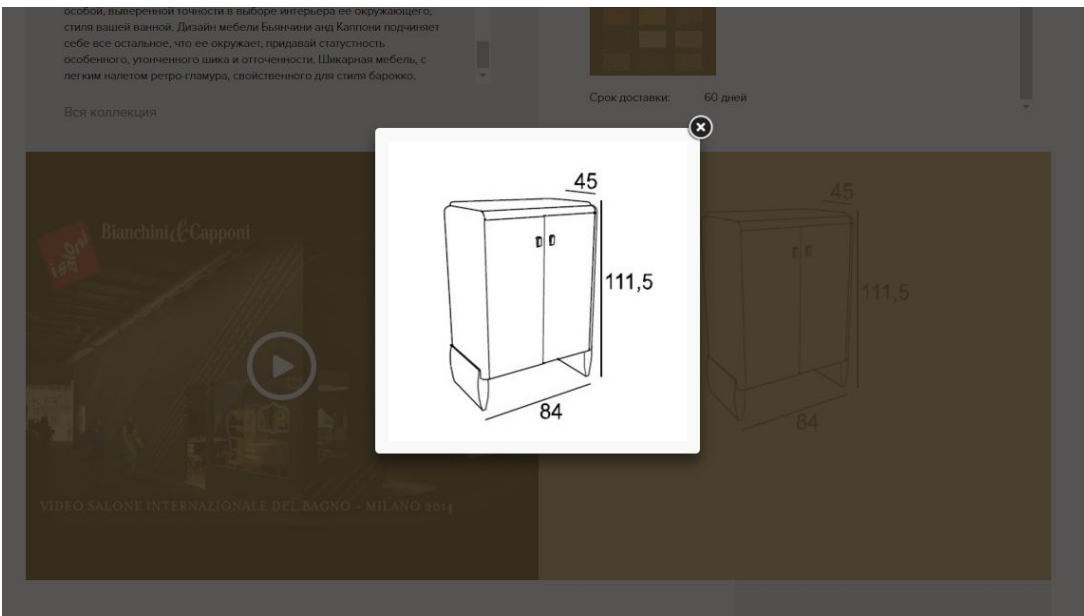 особой, выверенной точности в выборе интерьера ее окружающего,
стиля вашей ванной. Дизайн мебели Бьянчини анд Каппони подчиняет
себе все остальное, что ее окружает, придавай статустность
особенного, утонченного шика и отточенности. Шикарная мебель, с
легким налетом ретро-гламура, свойственного для стиля барокко.
Вся коллекция
Срок доставки: 60 дней
45
111,5
84
i saloni
Bianchini & Capponi
VIDEO SALONE INTERNAZIONALE DEL BAGNO - MILANO 2014
45
111,5
84